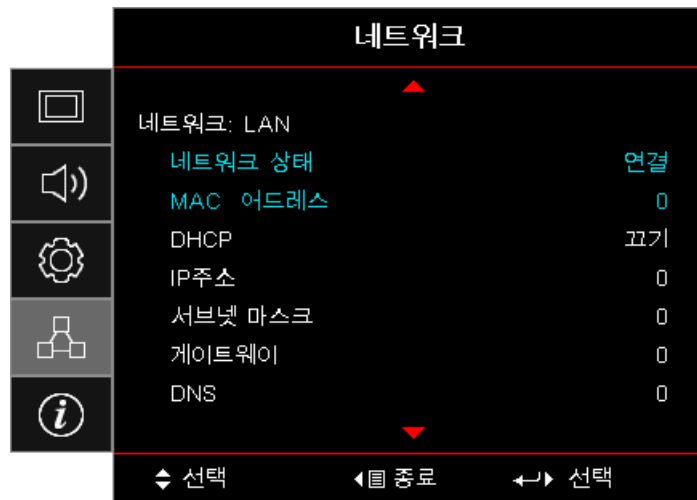 네트워크
네트워크: LAN
네트워크 상태 연결
MAC 어드레스 0
DHCP 끄기
IP주소 0
서브넷 마스크 0
게이트웨이 0
DNS 0
선택 종료 선택